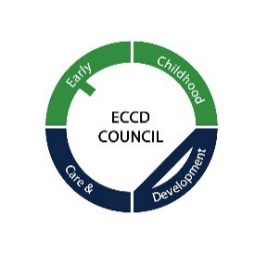 Early
Childhood
ECCD
COUNCIL
Care &
Development